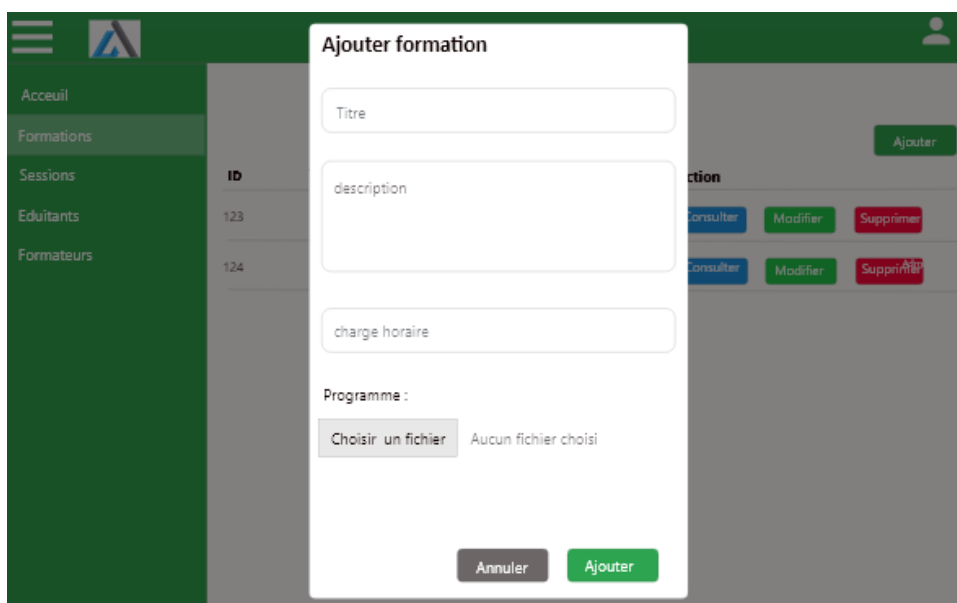 Ajouter formation
Acceuil
Titre
Formations
Ajouter
Sessions
ID
ction
description
Eduitants
123
Consulter
Modifier
Supprimer
Formateurs
124
Consulter
Modifier
Supprimer
charge horaire
Programme :
Choisir un fichier
Aucun fichier choisi
Annuler
Ajouter